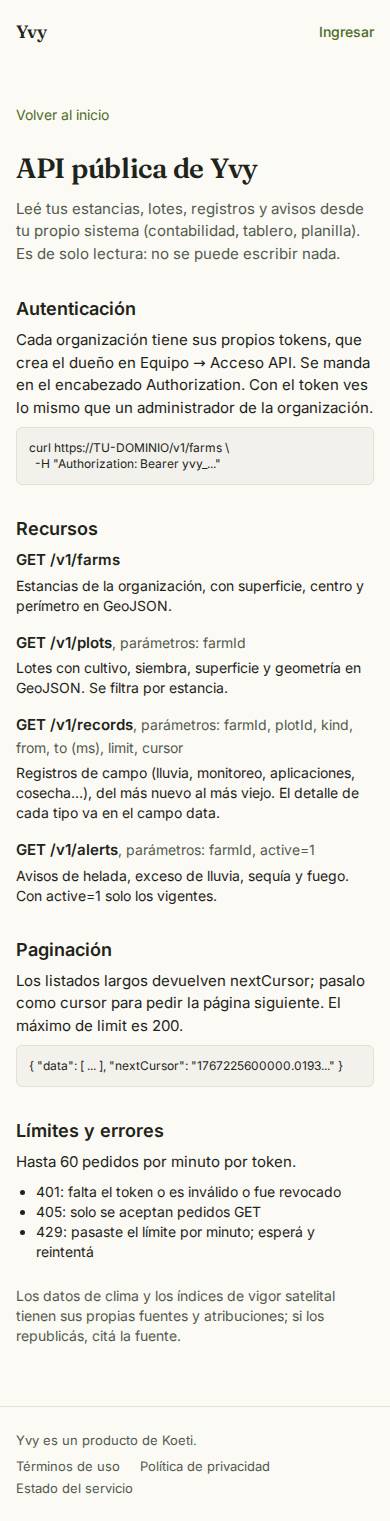 Yvy
Ingresar
Volver al inicio
API pública de Yvy
Leé tus estancias, lotes, registros y avisos desde
tu propio sistema (contabilidad, tablero, planilla).
Es de solo lectura: no se puede escribir nada.
Autenticación
Cada organización tiene sus propios tokens, que
crea el dueño en Equipo → Acceso API. Se manda
en el encabezado Authorization. Con el token ves
lo mismo que un administrador de la organización.
curl https://TU-DOMINIO/v1/farms \
-H "Authorization: Bearer yvy_..."
Recursos
GET /v1/farms
Estancias de la organización, con superficie, centro y
perímetro en GeoJSON.
GET /v1/plots, parámetros: farmId
Lotes con cultivo, siembra, superficie y geometría en
GeoJSON. Se filtra por estancia.
GET /v1/records, parámetros: farmId, plotId, kind,
from, to (ms), limit, cursor
Registros de campo (lluvia, monitoreo, aplicaciones,
cosecha...), del más nuevo al más viejo. El detalle de
cada tipo va en el campo data.
GET /v1/alerts, parámetros: farmId, active=1
Avisos de helada, exceso de lluvia, sequía y fuego.
Con active=1 solo los vigentes.
Paginación
Los listados largos devuelven nextCursor; pasalo
como cursor para pedir la página siguiente. El
máximo de limit es 200.
{ "data": [ ... ], "nextCursor": "1767225600000.0193..." }
Límites y errores
Hasta 60 pedidos por minuto por token.
• 401: falta el token o es inválido o fue revocado
• 405: solo se aceptan pedidos GET
• 429: pasaste el límite por minuto; esperá y
reintentá
Los datos de clima y los índices de vigor satelital
tienen sus propias fuentes y atribuciones; si los
republicás, citá la fuente.
Yvy es un producto de Koeti.
Términos de uso Política de privacidad
Estado del servicio